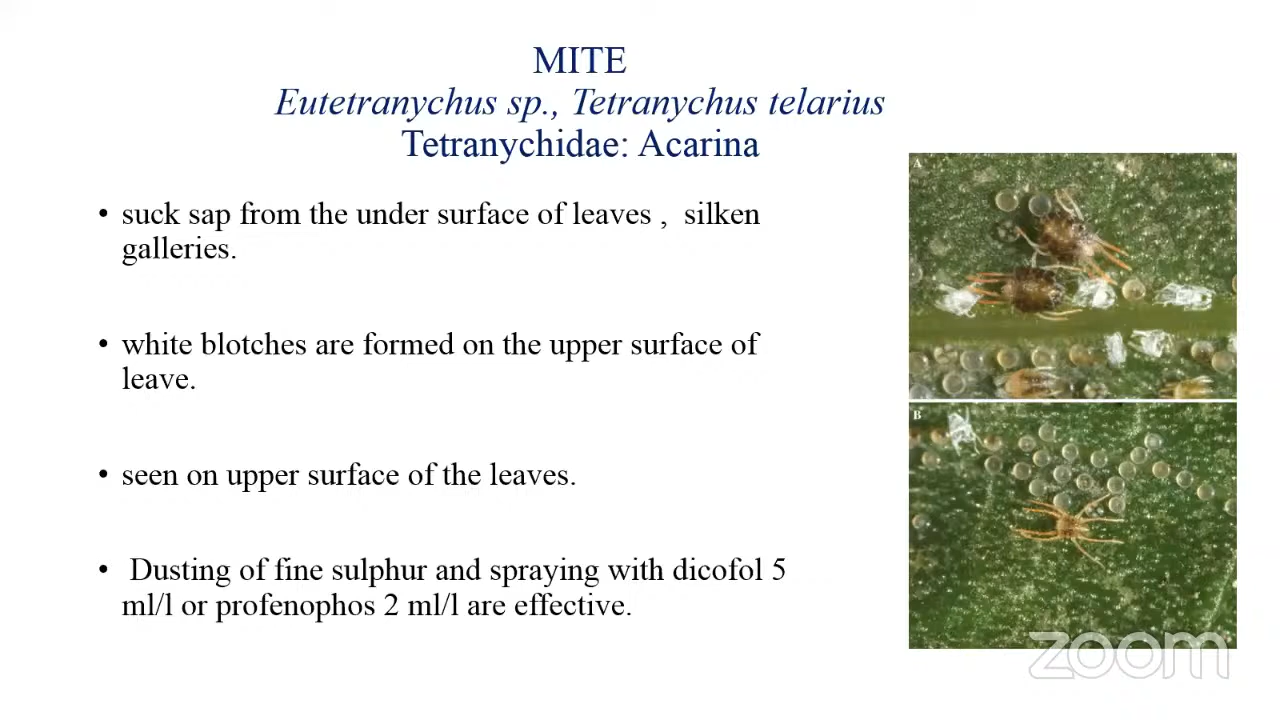 MITE
Eutetranychus sp., Tetranychus telarius
Tetranychidae: Acarina
• suck sap from the under surface of leaves ,  silken
galleries.
• white blotches are formed on the upper surface of
leave.
• seen on upper surface of the leaves.
• Dusting of fine sulphur and spraying with dicofol 5
ml/l or profenophos 2 ml/l are effective.
A
B
zoom